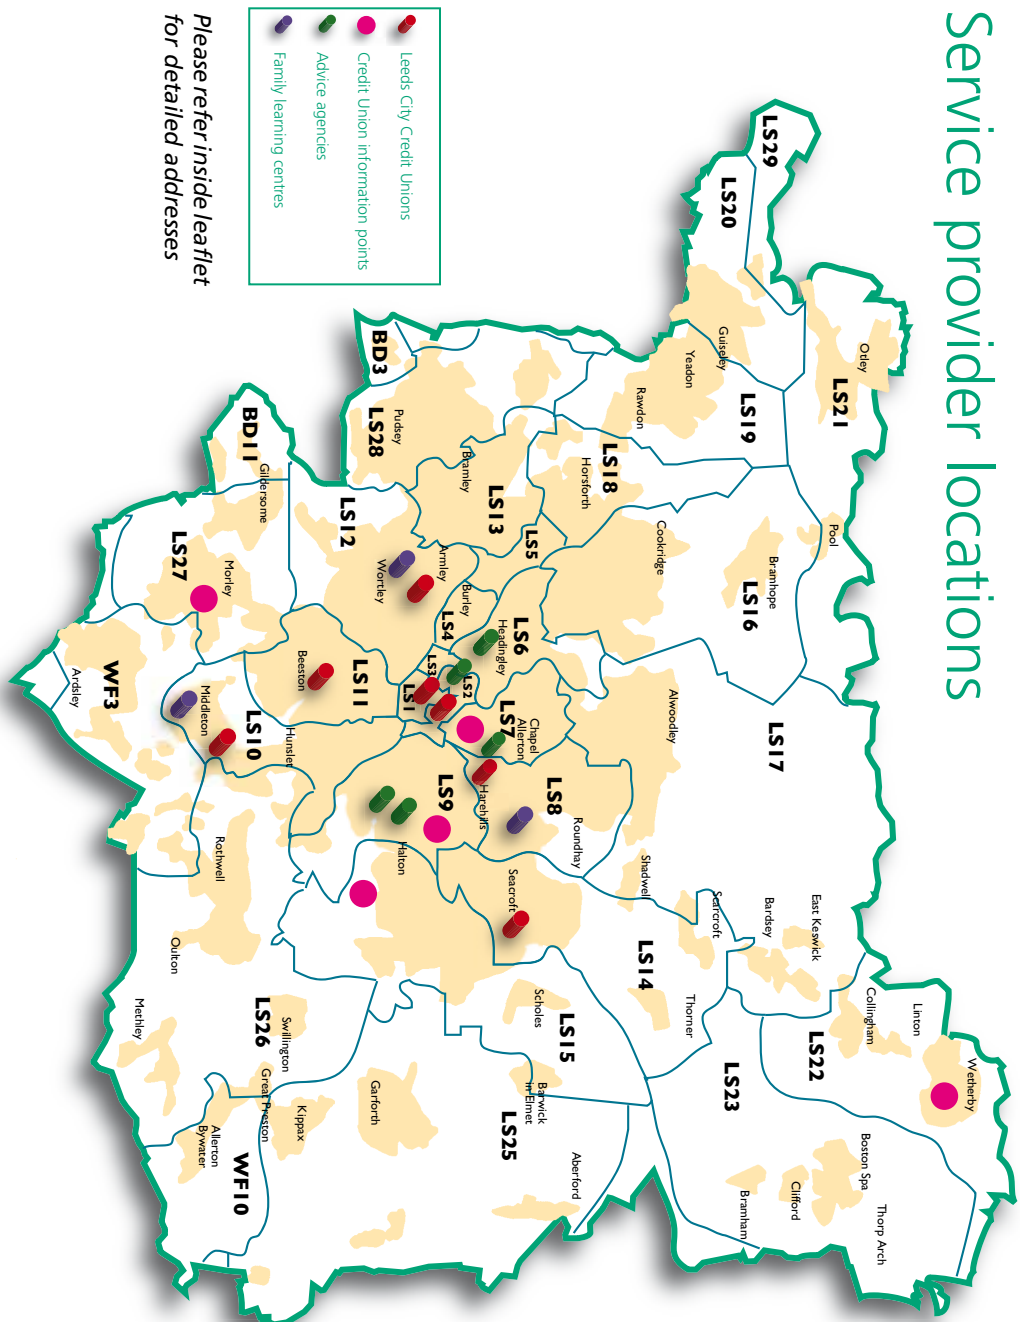 Service provider locations
Leeds City Credit Unions
Credit Union information points
Advice agencies
Family learning centres
Please refer inside leaflet
for detailed addresses
LS29
LS20
Otley
LS21
Guiseley
Yeadon
Rawdon
LS19
Pool
Bramhope
LS16
Cookridge
Horsforth
LS18
BD3
Pudsey
LS28
Bramley
LS13
LS5
BD11
Gildersome
LS12
Armley
Wortley
Burley
LS4
LS6
Headingley
LS3
LS2
LS1
LS7
Chapel
Allerton
Alwoodley
LS17
LS27
Morley
Beeston
LS11
WF3
Ardsley
Middleton
LS10
Hunslet
LS9
Harehills
LS8
Roundhay
Halton
Seacroft
Shadwell
Scarcroft
Bardsey
East Keswick
LS14
Thorner
Collingham
Linton
Wetherby
LS22
LS23
Boston Spa
Clifford
Bramham
Thorp Arch
Rothwell
Oulton
Methley
LS26
Swillington
Great Preston
Kippax
Allerton
Bywater
WF10
Garforth
Scholes
LS15
Barwick
in Elmet
LS25
Aberford